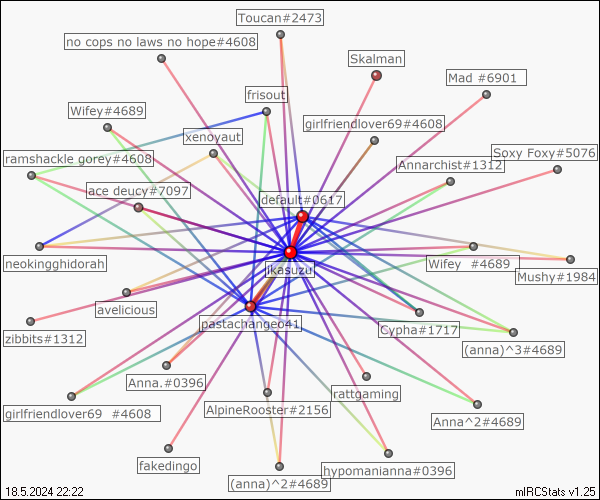 Toucan#2473
no cops no laws no hope#4608
Skalman
Mad #6901
frisout
Wifey#4689
girlfriendlover69#4608
xenoyaut
Soxy Foxy#5076
ramshackle gorey#4608
Annarchist#1312
ace deucy#7097
default#0617
neokingghidorah
ikasuzu
Wifey  #4689
Mushy#1984
avelicious
pastachange041
Cypha#1717
zibbits#1312
(anna)^3#4689
Anna.#0396
rattgaming
girlfriendlover69  #4608
AlpineRooster#2156
Anna^2#4689
fakedingo
hypomanianna#0396
(anna)^2#4689
18.5.2024 22:22
mIRCStats v1.25